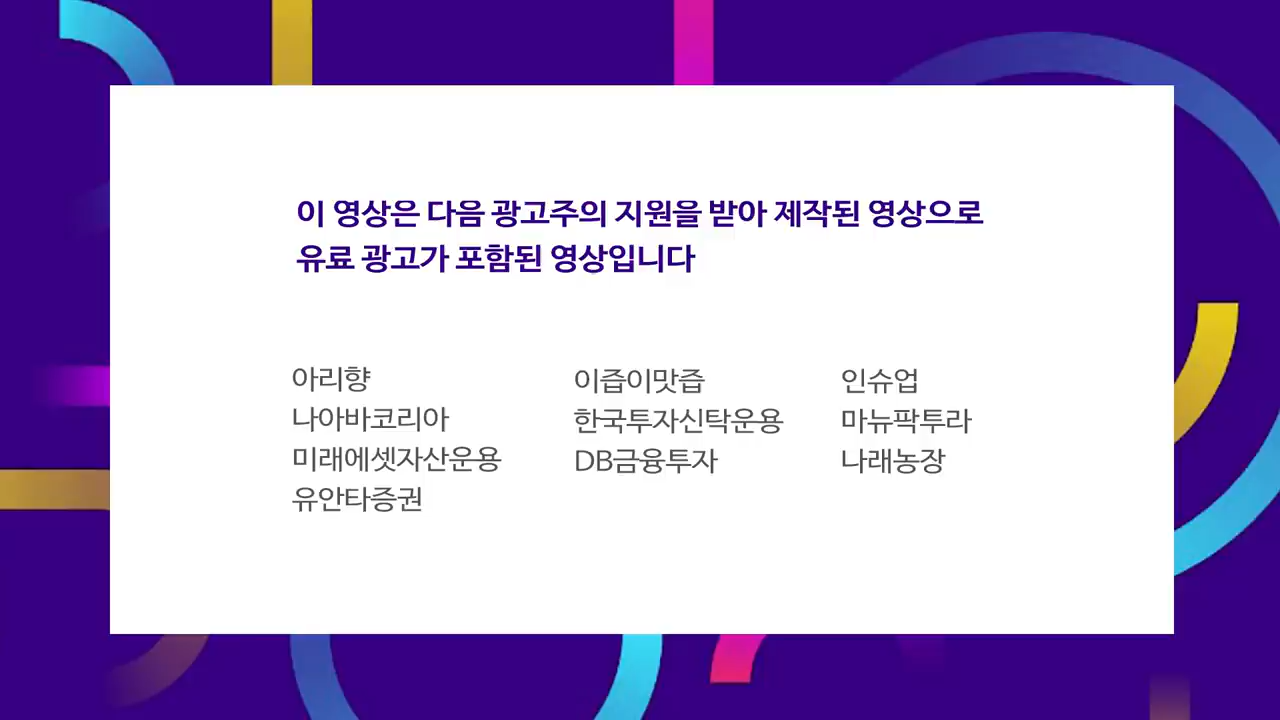 이 영상은 다음 광고주의 지원을 받아 제작된 영상으로
유료 광고가 포함된 영상입니다
아리향
나아바코리아
미래에셋자산운용
유안타증권
이즙이맛즙
한국투자신탁운용
DB금융투자
인슈업
마뉴팍투라
나래농장